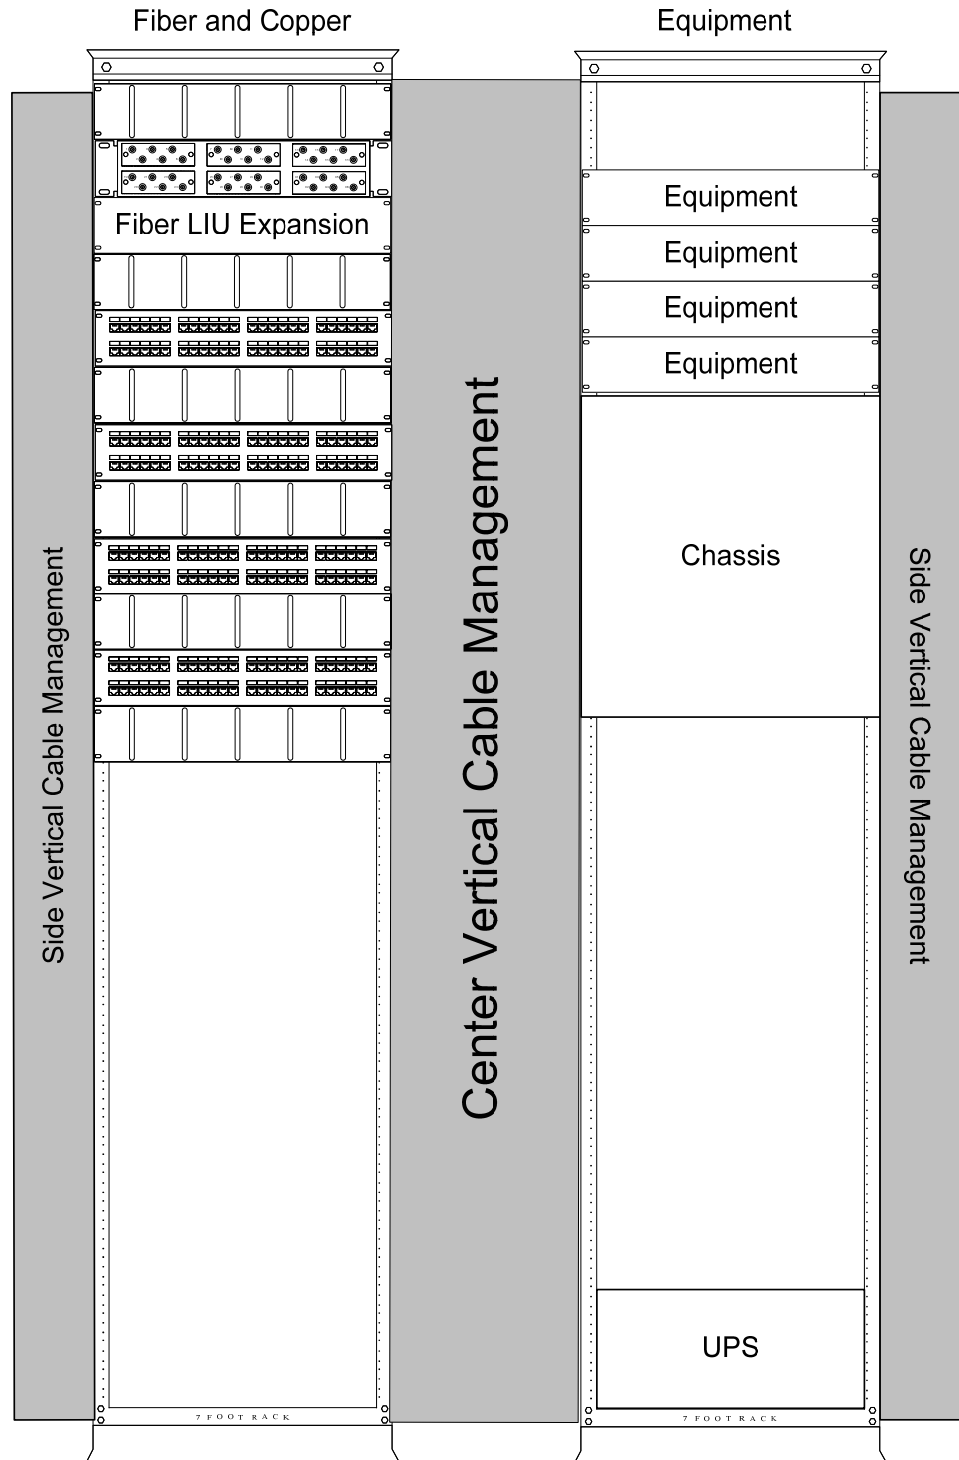 Fiber and Copper
Equipment
Fiber LIU Expansion
Equipment
Equipment
Equipment
Equipment
Chassis
Side Vertical Cable Management
Center Vertical Cable Management
Side Vertical Cable Management
UPS
7 FOOT RACK
7 FOOT RACK